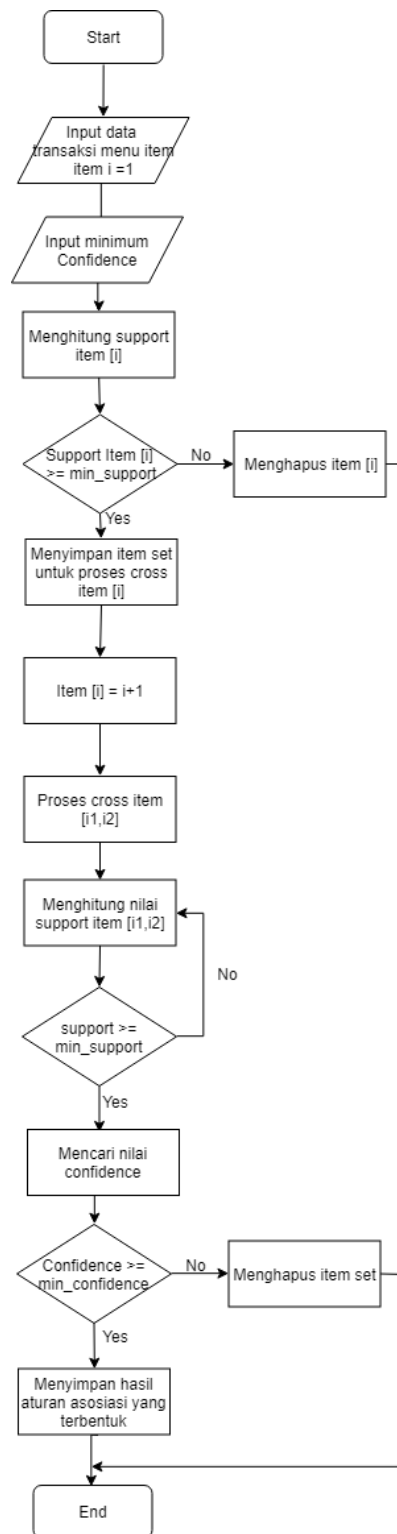 Start
Input data
transaksi menu item
item i =1
Input minimum
Confidence
Menghitung support
item [i]
Support Item [i]
>= min_support
No
Menghapus item [i]
Yes
Menyimpan item set
untuk proses cross
item [i]
Item [i] = i+1
Proses cross item
[i1,i2]
Menghitung nilai
support item [i1,i2]
No
support >=
min_support
Yes
Mencari nilai
confidence
Confidence >=
min_confidence
No
Menghapus item set
Yes
Menyimpan hasil
aturan asosiasi yang
terbentuk
End